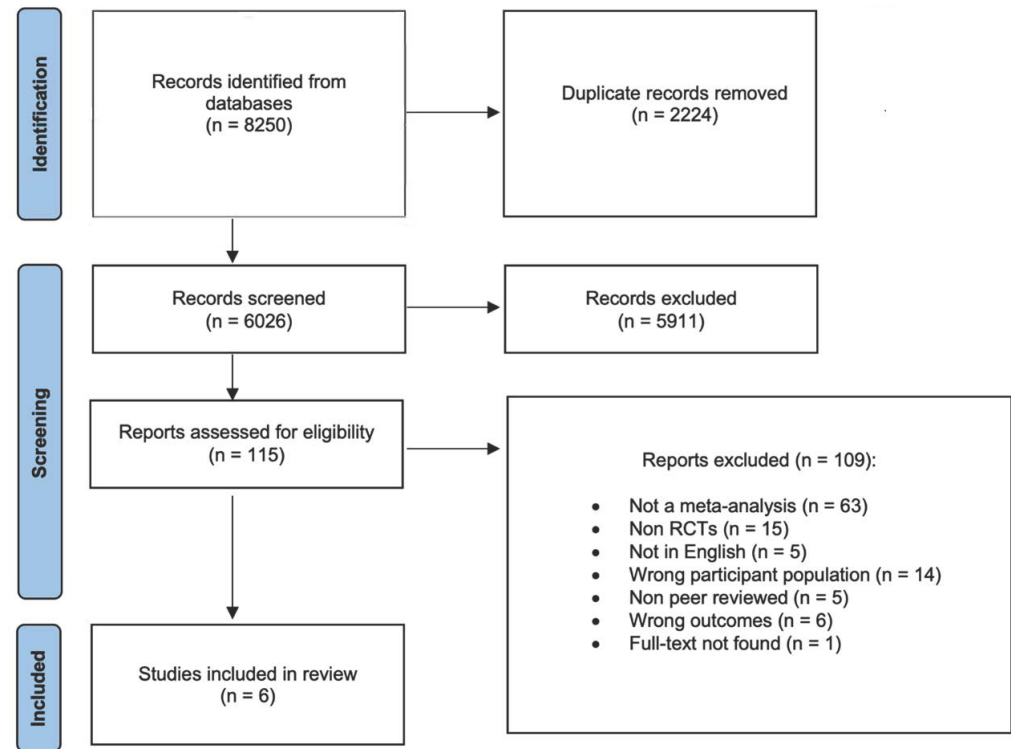 Identification
Records identified from
databases
(n = 8250)
Duplicate records removed
(n = 2224)
Screening
Records screened
(n = 6026)
Records excluded
(n = 5911)
Reports assessed for eligibility
(n = 115)
Reports excluded (n = 109):
• Not a meta-analysis (n = 63)
• Non RCTs (n = 15)
• Not in English (n = 5)
• Wrong participant population (n = 14)
• Non peer reviewed (n = 5)
• Wrong outcomes (n = 6)
• Full-text not found (n = 1)
Included
Studies included in review
(n = 6)